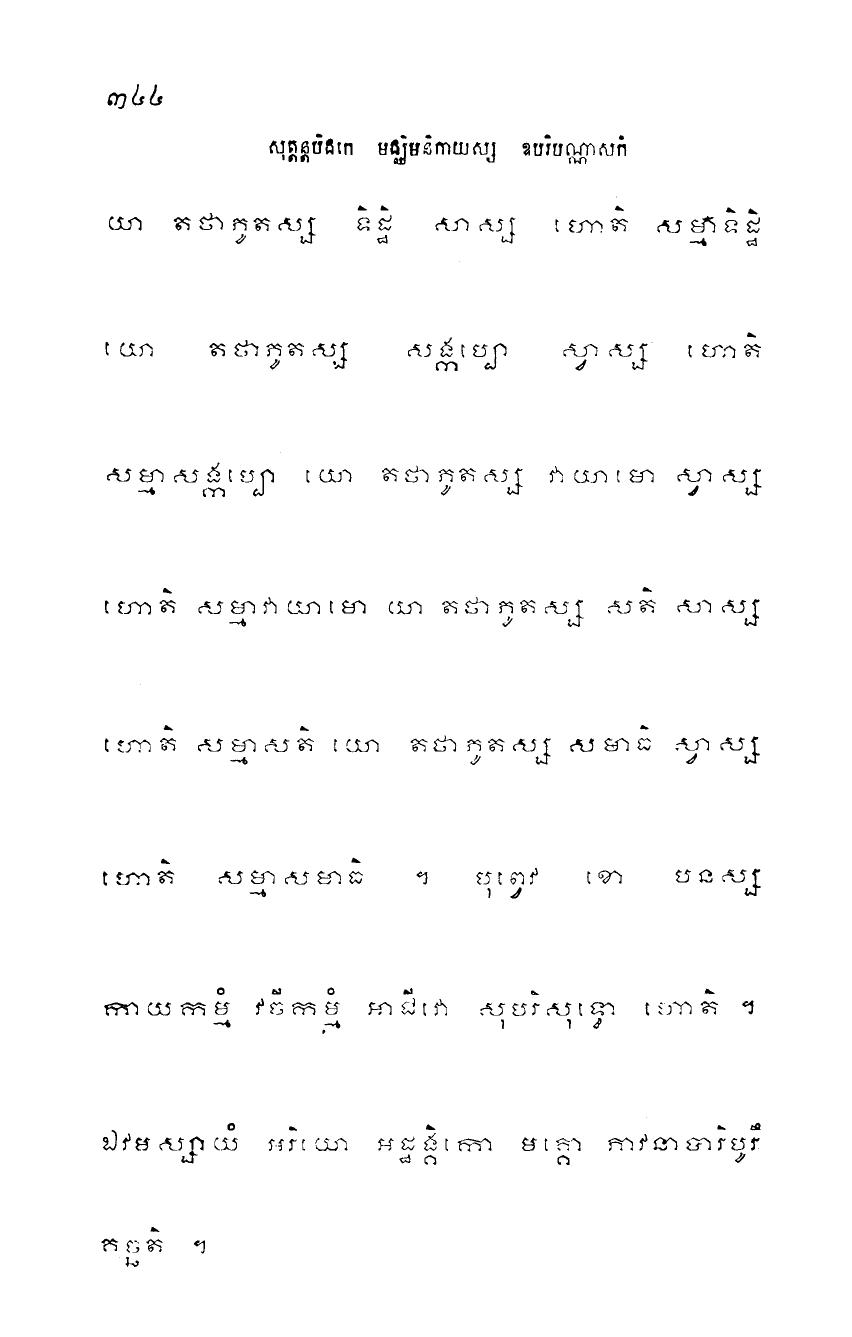 ៣៤៤
សុត្តន្តបិដកេ មជ្ឈិមនិកាយស្ស ឧបរិបណ្ណាសកំ
យា តថាភូតស្ស ទិដ្ឋិ សាស្ស ហោតិ សម្មាទិដ្ឋិ
យោ តថាភូតស្ស សង្កប្បោ ស្វាស្ស ហោតិ
សម្មាសង្កប្បោ យោ តថាភូតស្ស វាយាមោ ស្វាស្ស
ហោតិ សម្មាវាយាមោ យា តថាភូតស្ស សតិ សាស្ស
ហោតិ សម្មាសតិ យោ តថាភូតស្ស សមាធិ ស្វាស្ស
ហោតិ សម្មាសមាធិ ។ បុព្វេវ ខោ បនស្ស
កាយកម្មំ វចីកម្មំ អាជីវោ សុបរិសុទ្ធោ ហោតិ ។
ឯវមស្សាយំ អរិយោ អដ្ឋង្គិកោ មគ្គោ ភាវនាបារិបូរឹ
គច្ឆតិ ។